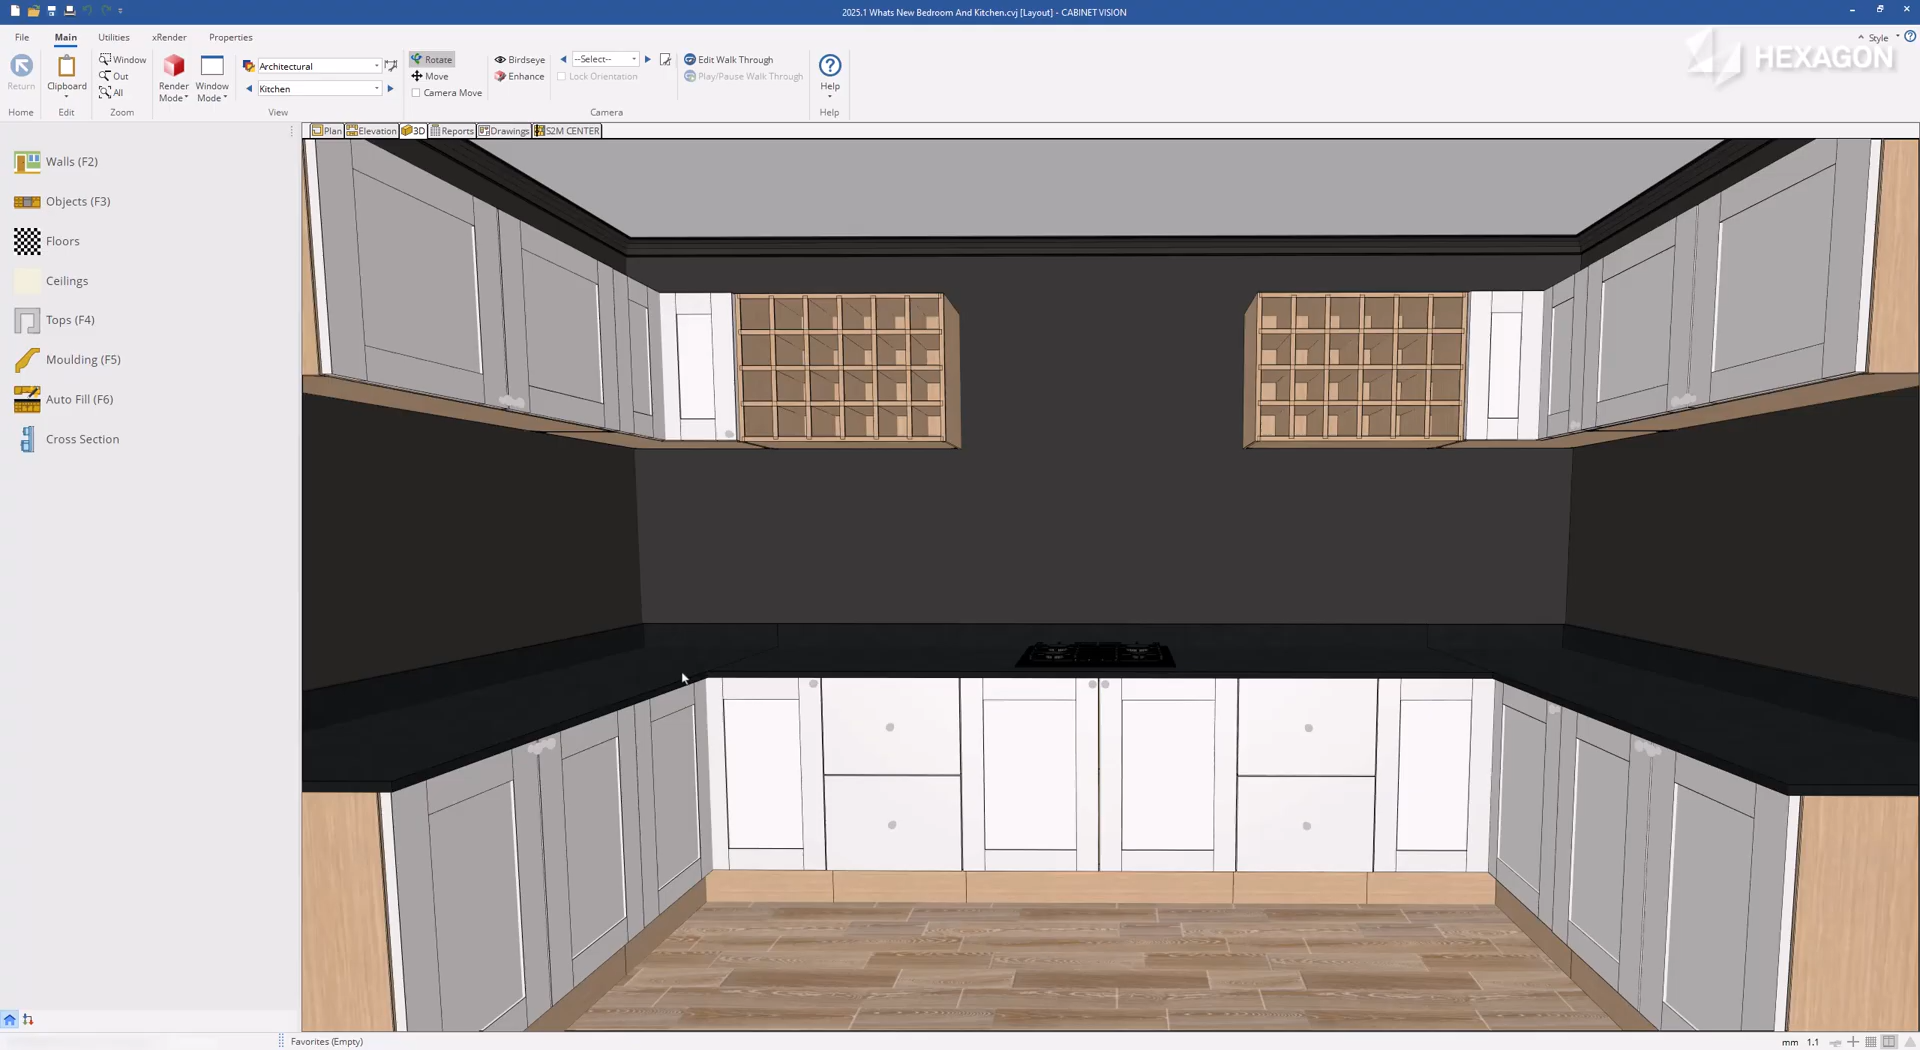 2025.1 Whats New Bedroom And Kitchen.cvj [Layout] - CABINET VISION
File
Main
Utilities
xRender
Properties
Style
Return
Clipboard
Window
Out
All
Render Mode
Window Mode
Architectural
Kitchen
Rotate
Move
Camera Move
Birdseye
Enhance
--Select--
Lock Orientation
Edit Walk Through
Play/Pause Walk Through
Help
HEXAGON
Home
Edit
Zoom
View
Camera
Help
Plan
Elevation
3D
Reports
Drawings
S2M CENTER
Walls (F2)
Objects (F3)
Floors
Ceilings
Tops (F4)
Moulding (F5)
Auto Fill (F6)
Cross Section
Favorites (Empty)
mm
1.1